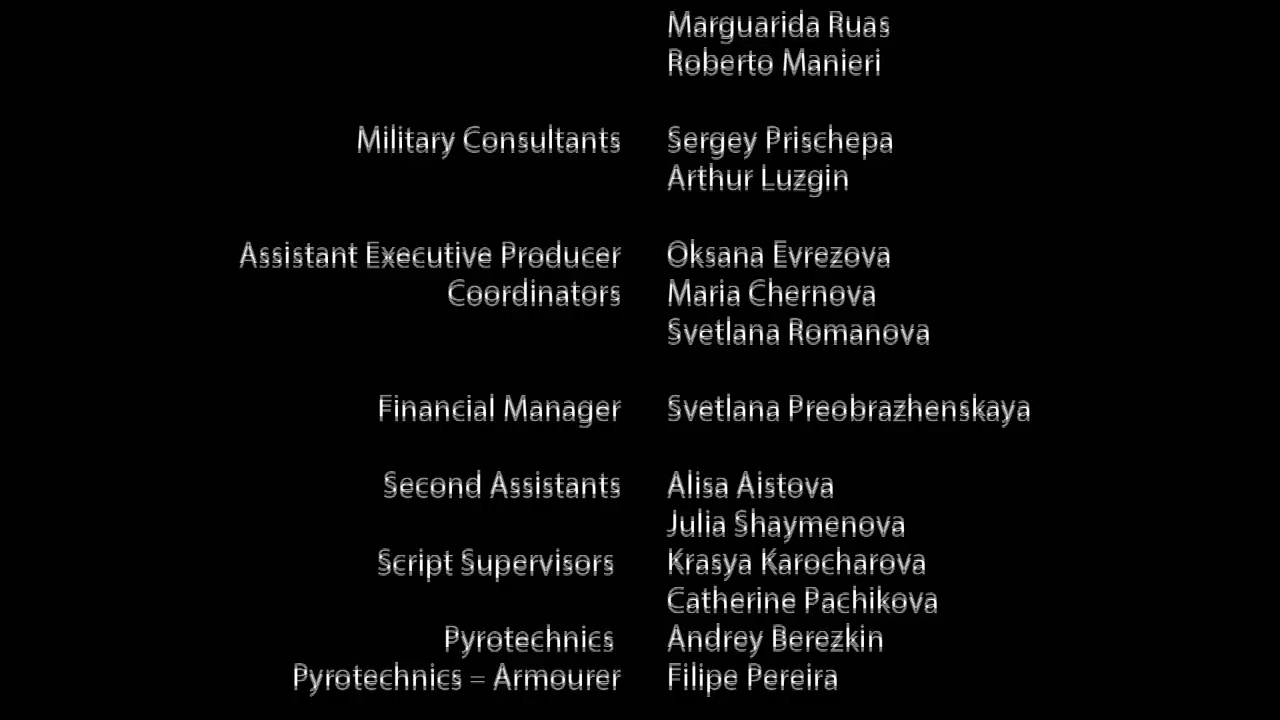 Marguarida Ruas
Roberto Manieri
Military Consultants Sergey Prischepa
Arthur Luzgin
Assistant Executive Producer Oksana Evrezova
Coordinators Maria Chernova
Svetlana Romanova
Financial Manager Svetlana Preobrazhenskaya
Second Assistants Alisa Aistova
Julia Shaymenova
Script Supervisors Krasya Karocharova
Catherine Pachikova
Pyrotechnics Andrey Berezkin
Pyrotechnics – Armourer Filipe Pereira